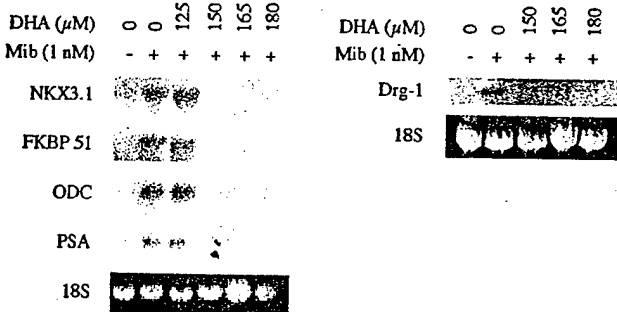 DHA (µM) 0 0 125 150 165 180
Mib (1 nM) - + + + + +
NKX3.1
FKBP 51
ODC
PSA
18S
DHA (µM) 0 0 150 165 180
Mib (1 nM) - + + + +
Drg-1
18S